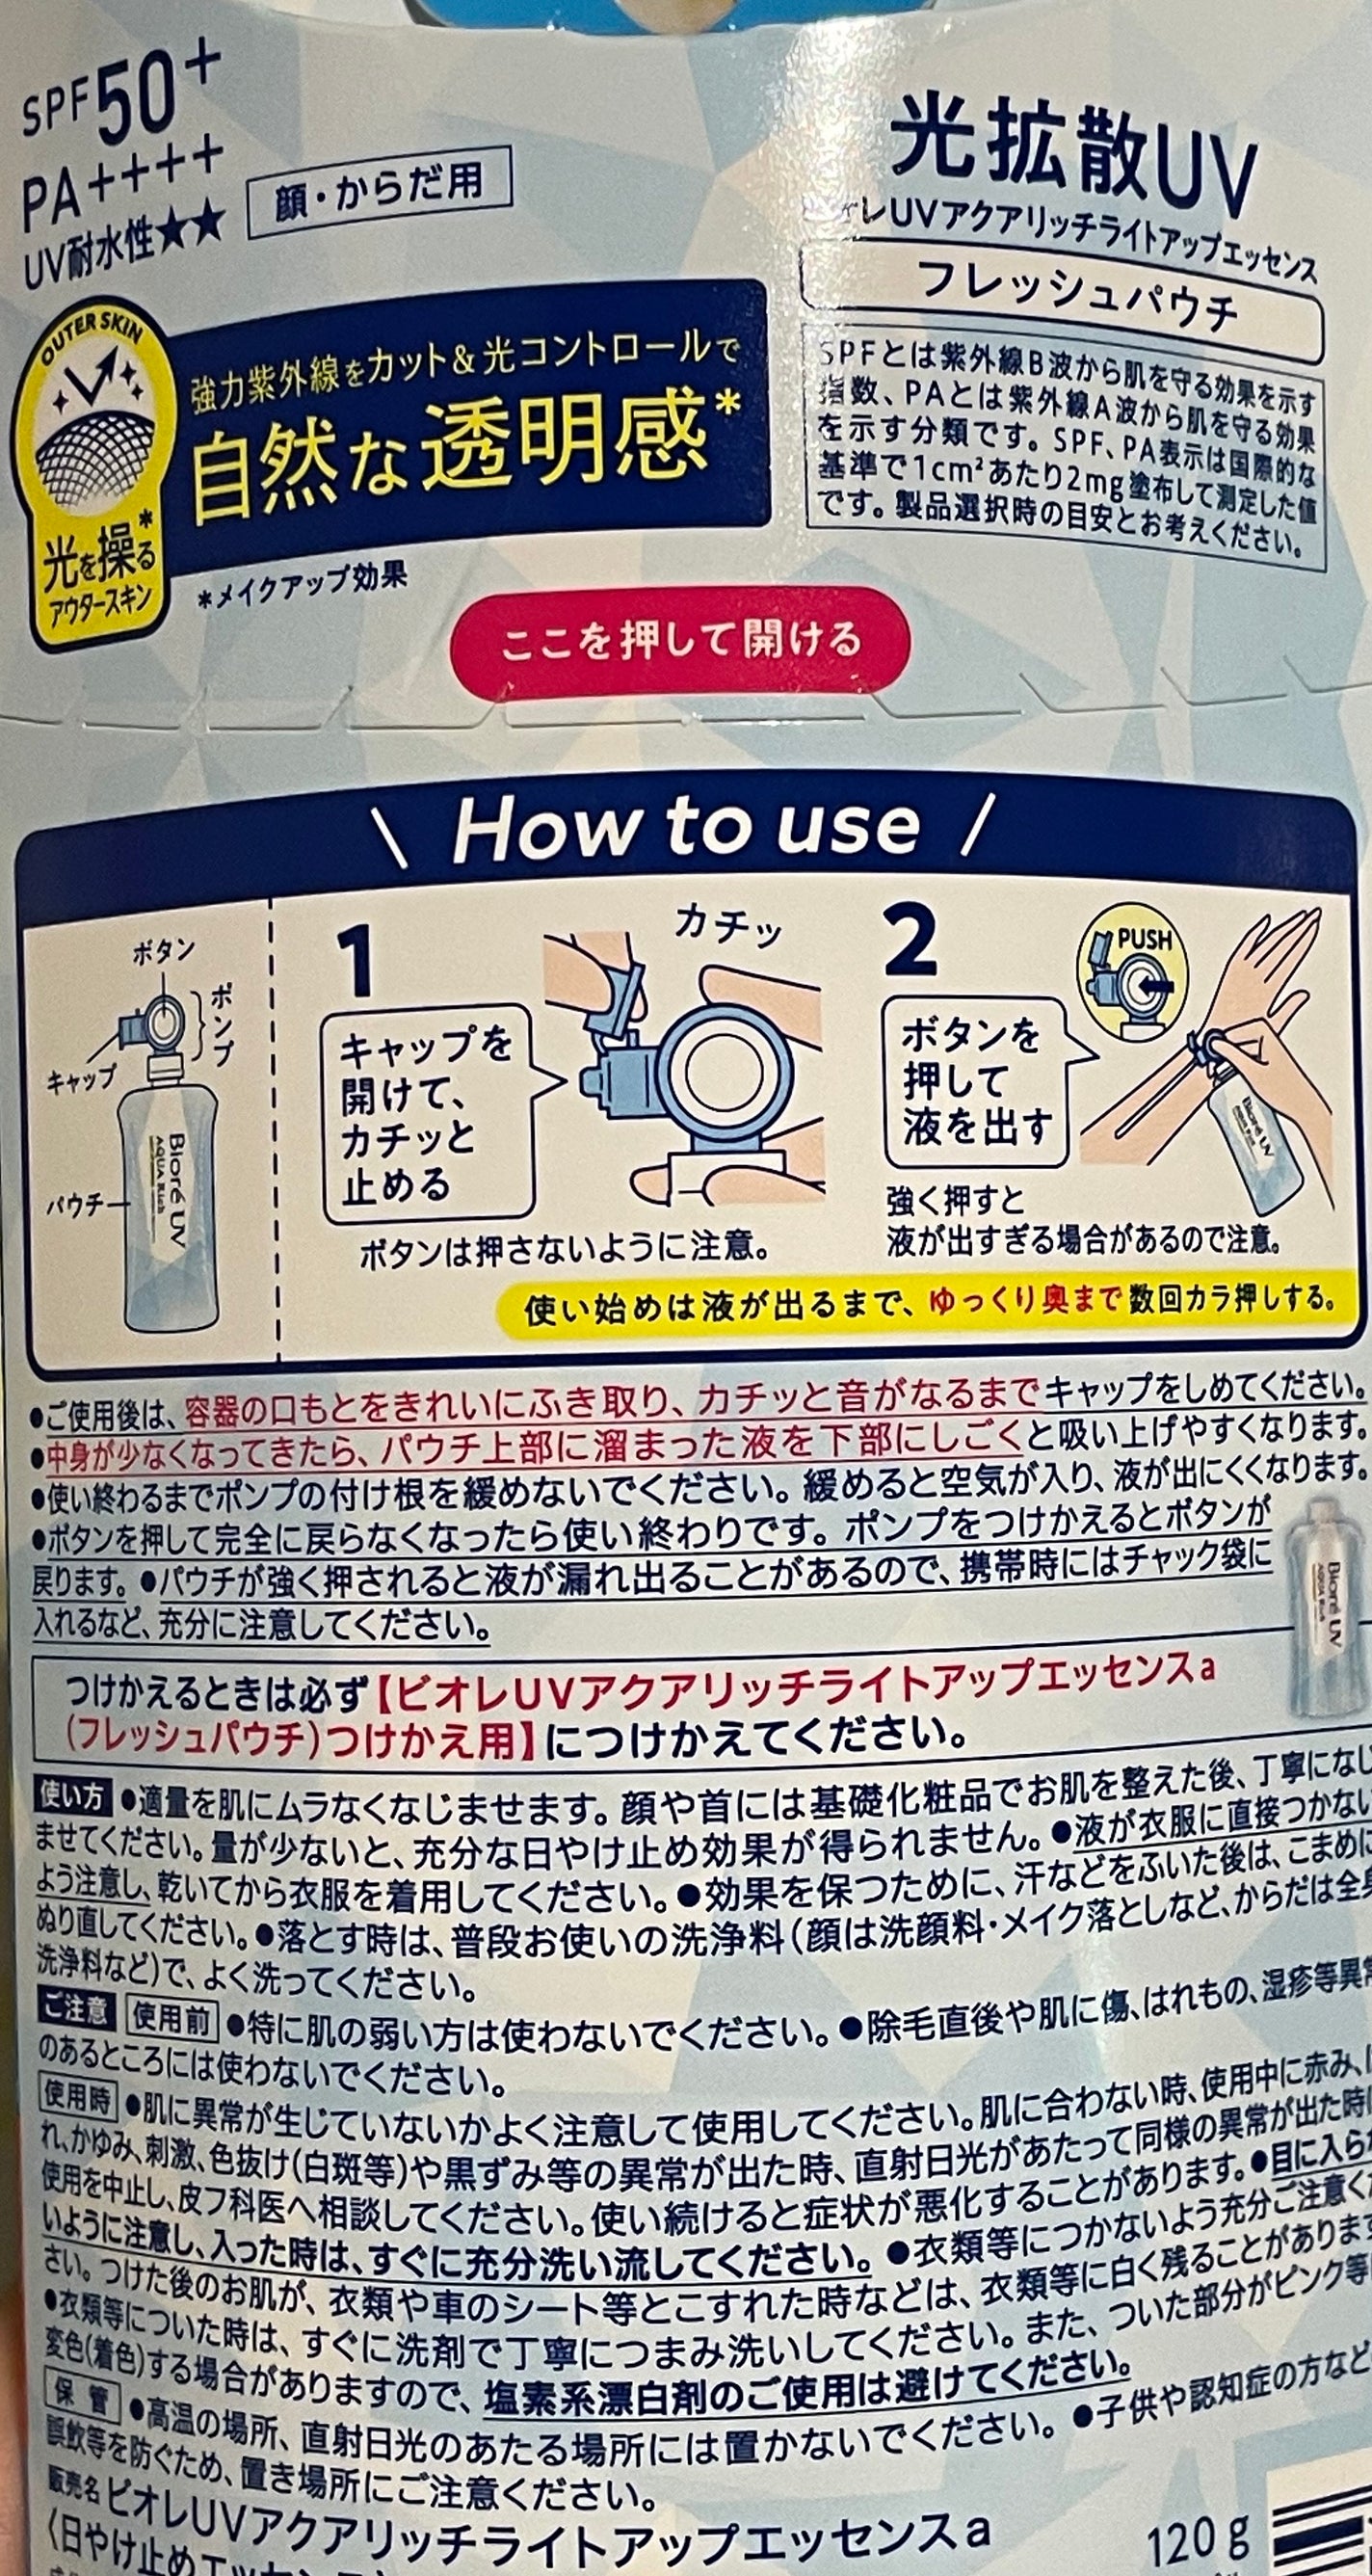 SPF50+
PA++++
UV耐水性★★
顔・からだ用
光拡散UV
レUVアクアリッチライトアップエッセンス
フレッシュパウチ
SPFとは紫外線B波から肌を守る効果を示す
指数、PAとは紫外線A波から肌を守る効果
を示す分類です。SPF、PA表示は国際的な
基準で1cm²あたり2mg塗布して測定した値
です。製品選択時の目安とお考えください。
OUTER SKIN
光を操る*
アウタースキン
強力紫外線をカット&光コントロールで
自然な透明感*
*メイクアップ効果
ここを押して開ける
\ How to use /
ボタン
ポンプ
キャップ
パウチ
Bioré UV
AQUA Rich
1
カチッ
キャップを
開けて、
カチッと
止める
ボタンは押さないように注意。
2
PUSH
ボタンを
押して
液を出す
Bioré UV
強く押すと
液が出すぎる場合があるので注意。
使い始めは液が出るまで、ゆっくり奥まで数回カラ押しする。
●ご使用後は、容器の口もとをきれいにふき取り、カチッと音がなるまでキャップをしめてください。
●中身が少なくなってきたら、パウチ上部に溜まった液を下部にしごくと吸い上げやすくなります。
●使い終わるまでポンプの付け根を緩めないでください。緩めると空気が入り、液が出にくくなります。
●ボタンを押して完全に戻らなくなったら使い終わりです。ポンプをつけかえるとボタンが
戻ります。●パウチが強く押されると液が漏れ出ることがあるので、携帯時にはチャック袋に
入れるなど、充分に注意してください。
Bioré UV
AQUA Rich
つけかえるときは必ず【ビオレUVアクアリッチライトアップエッセンスa
(フレッシュパウチ)つけかえ用】につけかえてください。
使い方 ●適量を肌にムラなくなじませます。顔や首には基礎化粧品でお肌を整えた後、丁寧になじ
ませてください。量が少ないと、充分な日やけ止め効果が得られません。●液が衣服に直接つかない
よう注意し、乾いてから衣服を着用してください。●効果を保つために、汗などをふいた後は、こまめに
ぬり直してください。●落とす時は、普段お使いの洗浄料(顔は洗顔料・メイク落としなど、からだは全身
洗浄料など)で、よく洗ってください。
ご注意 使用前 ●特に肌の弱い方は使わないでください。●除毛直後や肌に傷、はれもの、湿疹等異常
のあるところには使わないでください。
使用時 ●肌に異常が生じていないかよく注意して使用してください。肌に合わない時、使用中に赤み、は
れ、かゆみ、刺激、色抜け(白斑等)や黒ずみ等の異常が出た時、直射日光があたって同様の異常が出た時は
使用を中止し、皮フ科医へ相談してください。使い続けると症状が悪化することがあります。●目に入らな
いように注意し、入った時は、すぐに充分洗い流してください。●衣類等につかないよう充分ご注意くだ
さい。つけた後のお肌が、衣類や車のシート等とこすれた時などは、衣類等に白く残ることがあります
●衣類等についた時は、すぐに洗剤で丁寧につまみ洗いしてください。また、ついた部分がピンク等
変色(着色)する場合がありますので、塩素系漂白剤のご使用は避けてください。
保管 ●高温の場所、直射日光のあたる場所には置かないでください。●子供や認知症の方など
誤飲等を防ぐため、置き場所にご注意ください。
販売名 ビオレUVアクアリッチライトアップエッセンスa
〈日やけ止めエッセンス〉
120g